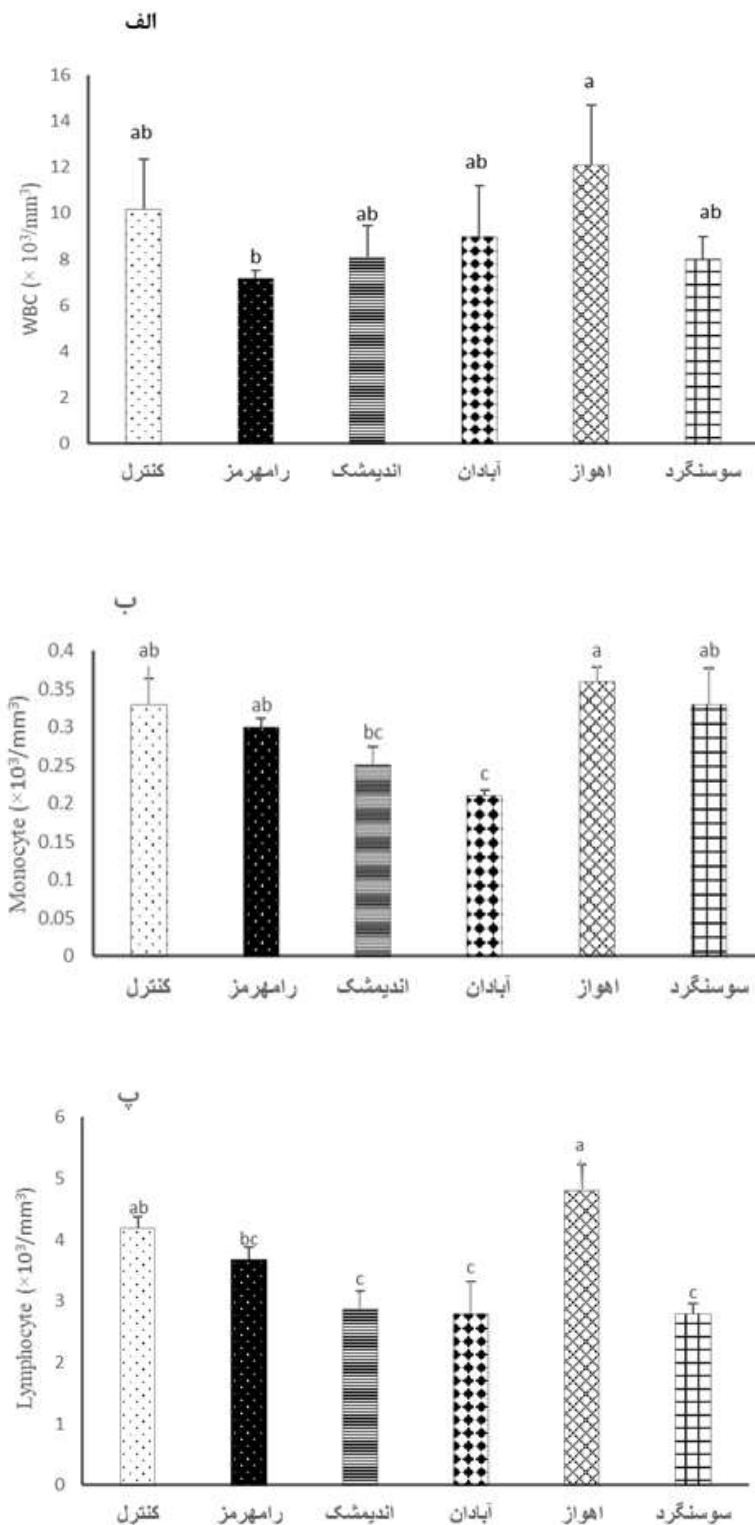 الف
WBC (× 10³/mm³)
16
14
12
10
8
6
4
2
0
ab
b
ab
ab
a
ab
کنترل
رامهرمز
اندیمشک
آبادان
اهواز
سوسنگرد
ب
Monocyte (×10³/mm³)
0.4
0.35
0.3
0.25
0.2
0.15
0.1
0.05
0
ab
ab
bc
c
a
ab
کنترل
رامهرمز
اندیمشک
آبادان
اهواز
سوسنگرد
پ
Lymphocyte (×10³/mm³)
6
5
4
3
2
1
0
ab
bc
c
c
a
c
کنترل
رامهرمز
اندیمشک
آبادان
اهواز
سوسنگرد